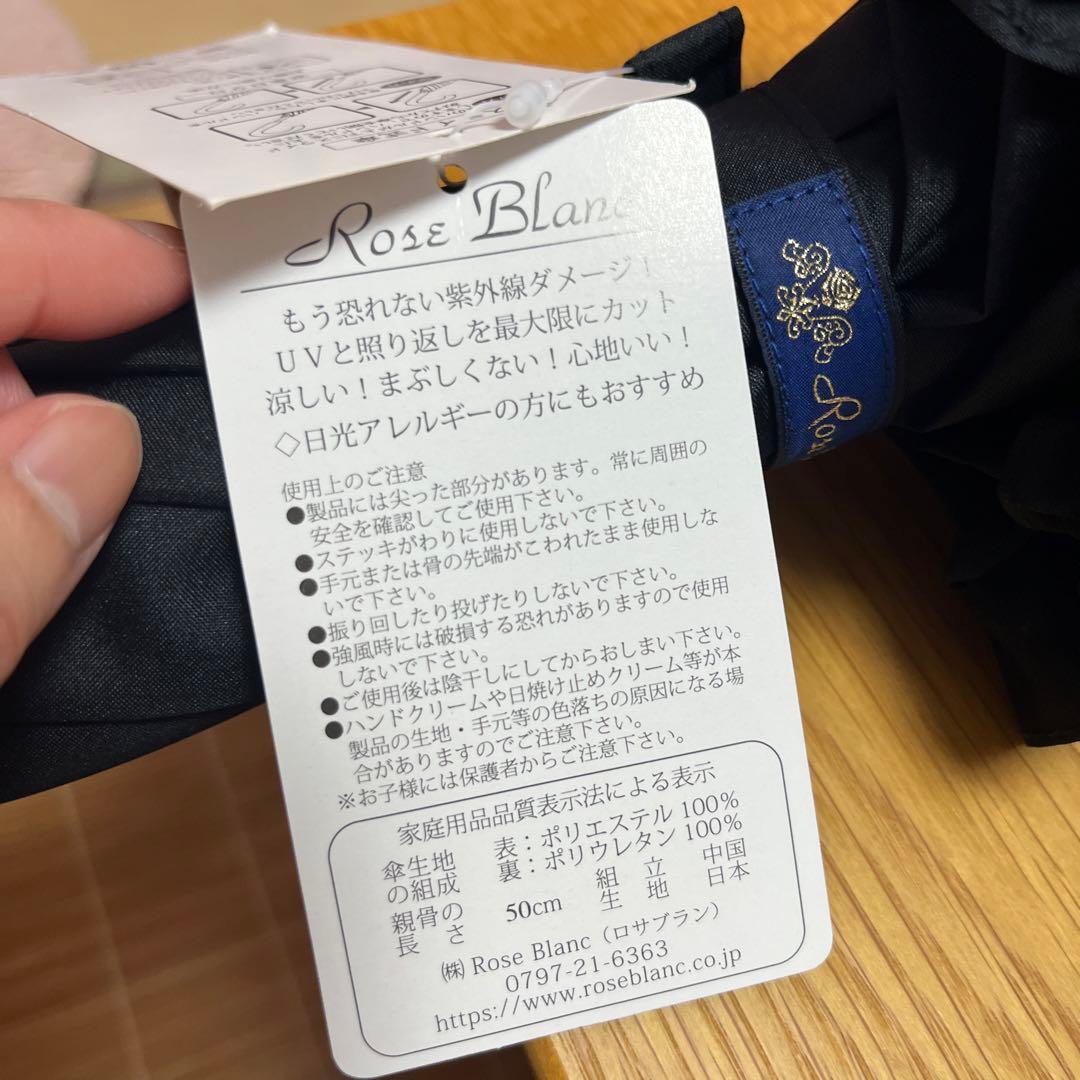 Rose Blanc
もう恐れない紫外線ダメージ!
UVと照り返しを最大限にカット
涼しい!まぶしくない!心地いい!
◇日光アレルギーの方にもおすすめ
使用上のご注意
●製品には尖った部分があります。常に周囲の
安全を確認してご使用下さい。
●ステッキがわりに使用しないで下さい。
●手元または骨の先端がこわれたまま使用しな
いで下さい。
●振り回したり投げたりしないで下さい。
●強風時には破損する恐れがありますので使用
しないで下さい。
●ご使用後は陰干しにしてからおしまい下さい。
●ハンドクリームや日焼け止めクリーム等が本
製品の生地・手元等の色落ちの原因になる場
合がありますのでご注意下さい。
※お子様には保護者からご注意下さい。
家庭用品品質表示法による表示
傘生地の組成 表:ポリエステル 100%
裏:ポリウレタン 100%
親骨の長さ 50cm 組立 中国
生地 日本
㈱ Rose Blanc(ロサブラン)
0797-21-6363
https://www.roseblanc.co.jp